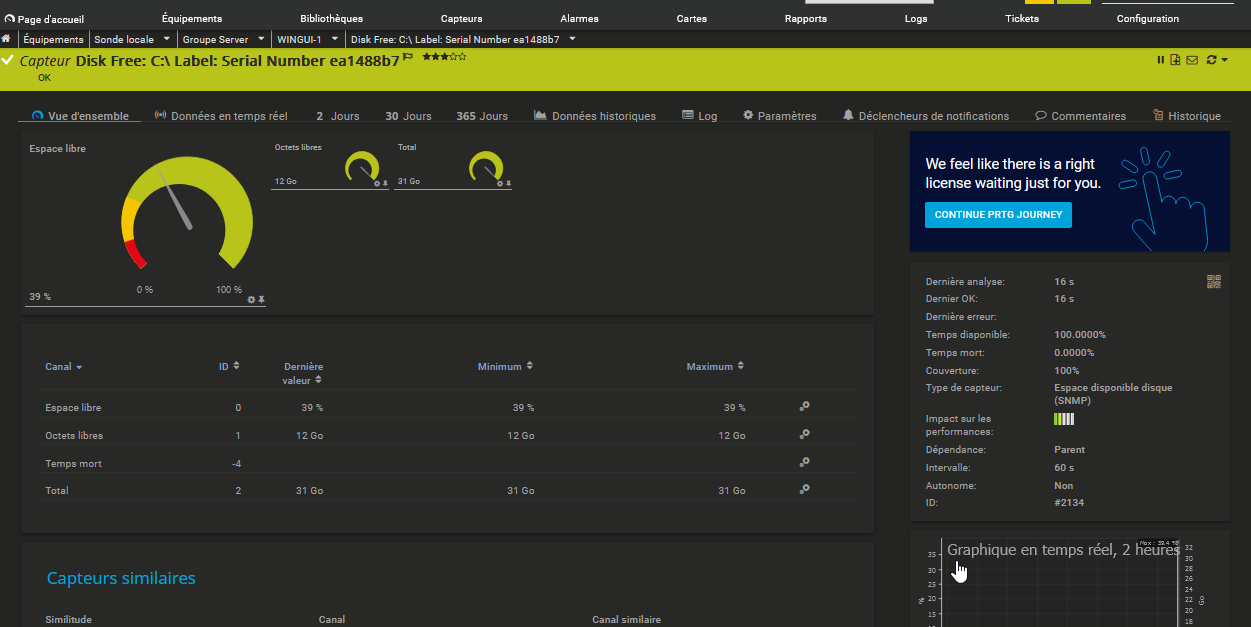 Page d'accueil Équipements Bibliothèques Capteurs Alarmes Cartes Rapports Logs Tickets Configuration
Équipements Sonde locale Groupe Server WINGUI-1 Disk Free: C:\ Label: Serial Number ea1488b7
Capteur Disk Free: C:\ Label: Serial Number ea1488b7
OK
Vue d'ensemble Données en temps réel 2 Jours 30 Jours 365 Jours Données historiques Log Paramètres Déclencheurs de notifications Commentaires Historique
Espace libre
0 % 100 %
39 %
Octets libres
12 Go
Total
31 Go
Canal ID Dernière valeur Minimum Maximum
Espace libre 0 39 % 39 % 39 %
Octets libres 1 12 Go 12 Go 12 Go
Temps mort -4
Total 2 31 Go 31 Go 31 Go
Capteurs similaires
Similitude Canal Canal similaire
We feel like there is a right
license waiting just for you.
CONTINUE PRTG JOURNEY
Dernière analyse: 16 s
Dernier OK: 16 s
Dernière erreur:
Temps disponible: 100.0000%
Temps mort: 0.0000%
Couverture: 100%
Type de capteur: Espace disponible disque
(SNMP)
Impact sur les
performances:
Dépendance: Parent
Intervalle: 60 s
Autonome: Non
ID: #2134
Graphique en temps réel, 2 heures
Max: 39.4 %
35
30
25
20
15
10
%
32
30
28
26
24
22
20
18
Go